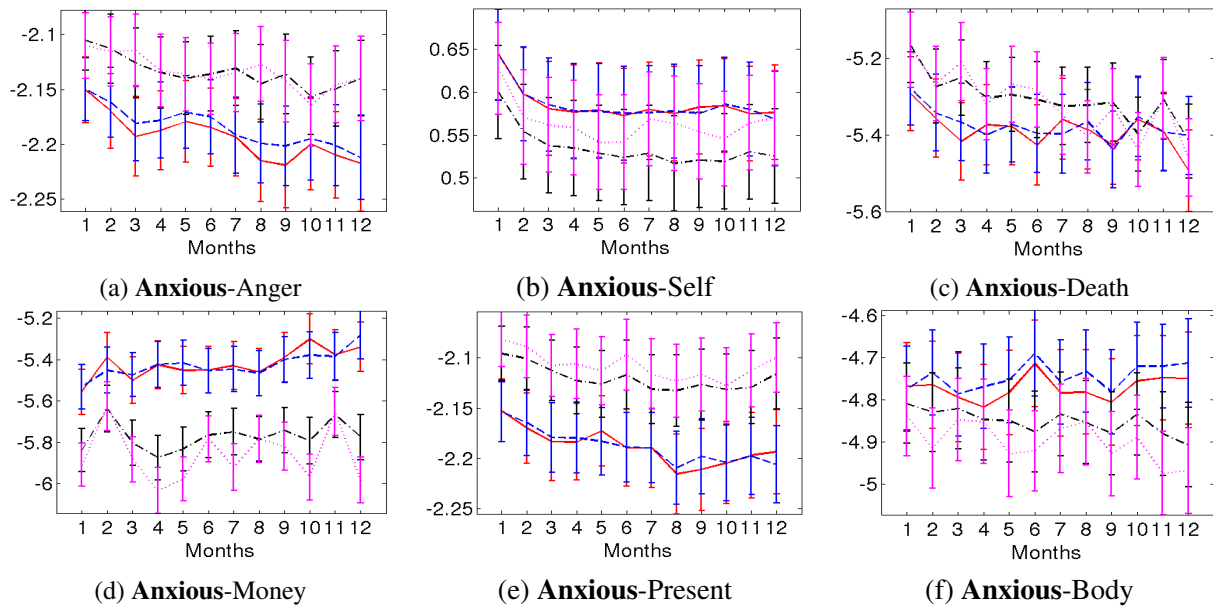 -2.1
-2.15
-2.2
-2.25
1 2 3 4 5 6 7 8 9 10 11 12
Months
(a) Anxious-Anger
0.65
0.6
0.55
0.5
1 2 3 4 5 6 7 8 9 10 11 12
Months
(b) Anxious-Self
-5.2
-5.4
-5.6
1 2 3 4 5 6 7 8 9 10 11 12
Months
(c) Anxious-Death
-5.2
-5.4
-5.6
-5.8
-6
1 2 3 4 5 6 7 8 9 10 11 12
Months
(d) Anxious-Money
-2.1
-2.15
-2.2
-2.25
1 2 3 4 5 6 7 8 9 10 11 12
Months
(e) Anxious-Present
-4.6
-4.7
-4.8
-4.9
-5
1 2 3 4 5 6 7 8 9 10 11 12
Months
(f) Anxious-Body